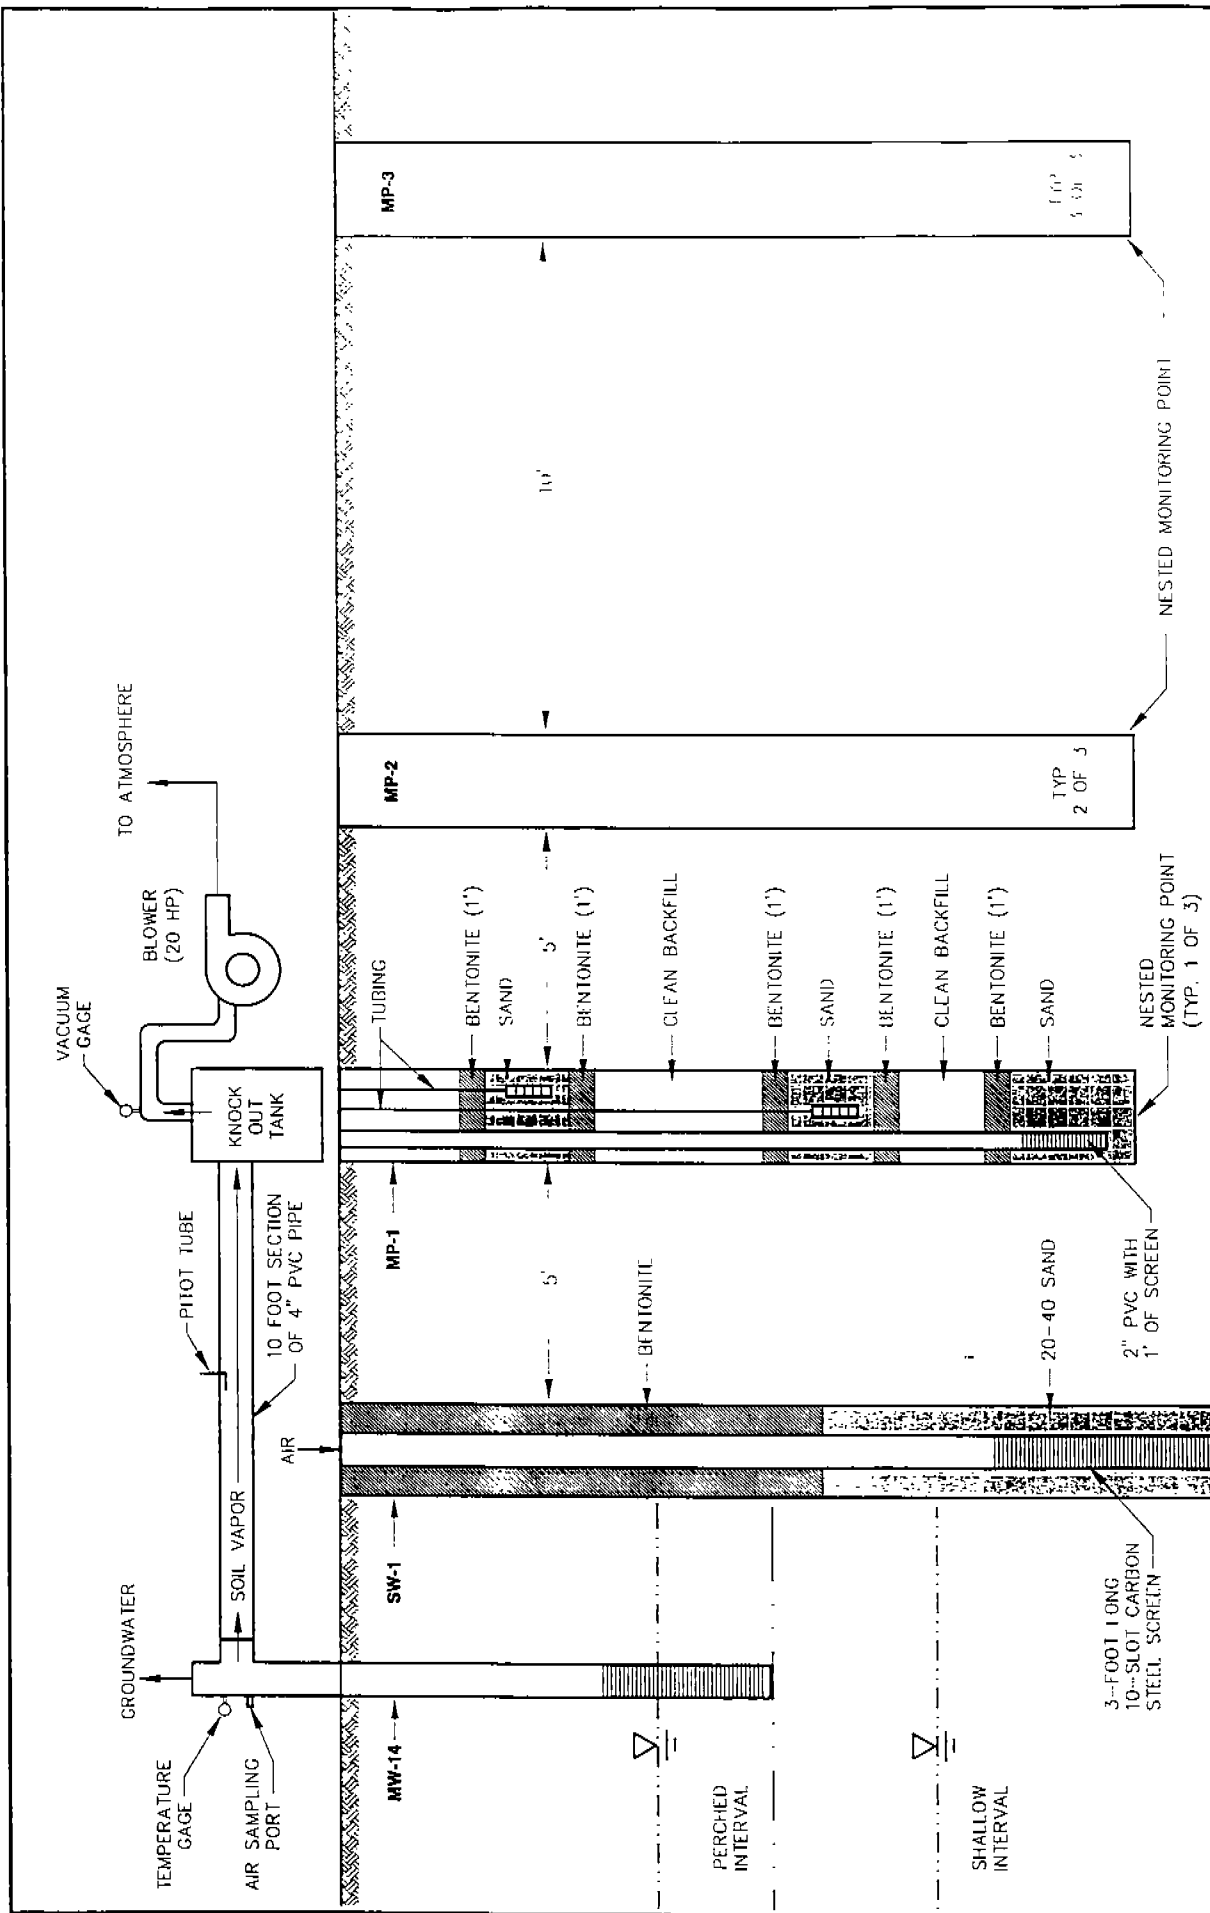 GROUNDWATER
TEMPERATURE
GAGE
AIR SAMPLING
PORT
SOIL VAPOR
PITOT TUBE
10 FOOT SECTION
OF 4" PVC PIPE
KNOCK
OUT
TANK
VACUUM
GAGE
BLOWER
(20 HP)
TO ATMOSPHERE
AIR
TUBING
MW-14
SW-1
MP-1
MP-2
MP-3
BENTONITE (1')
SAND
BENTONITE (1')
CLEAN BACKFILL
BENTONITE (1')
SAND
BENTONITE (1')
CLEAN BACKFILL
BENTONITE (1')
SAND
5'
5'
10'
BENTONITE
20-40 SAND
PERCHED
INTERVAL
SHALLOW
INTERVAL
3-FOOT LONG
10-SLOT CARBON
STEEL SCREEN
2" PVC WITH
1' OF SCREEN
NESTED
MONITORING POINT
(TYP. 1 OF 3)
TYP
2 OF 3
TYP
OF
NESTED MONITORING POINT